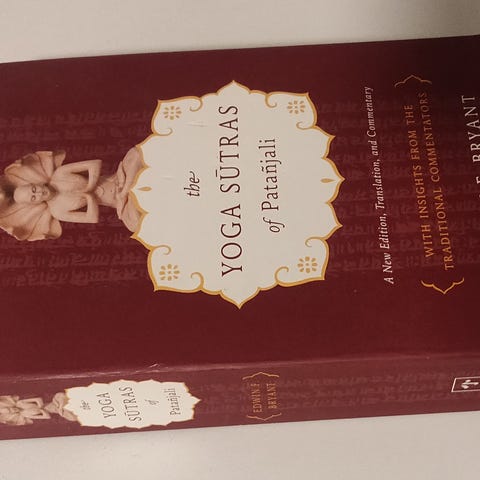 the
YOGA SŪTRAS
of Patañjali
A New Edition, Translation, and Commentary
WITH INSIGHTS FROM THE
TRADITIONAL COMMENTATORS
F. BRYANT
the
YOGA
SŪTRAS
of
Patañjali
EDWIN F.
BRYANT